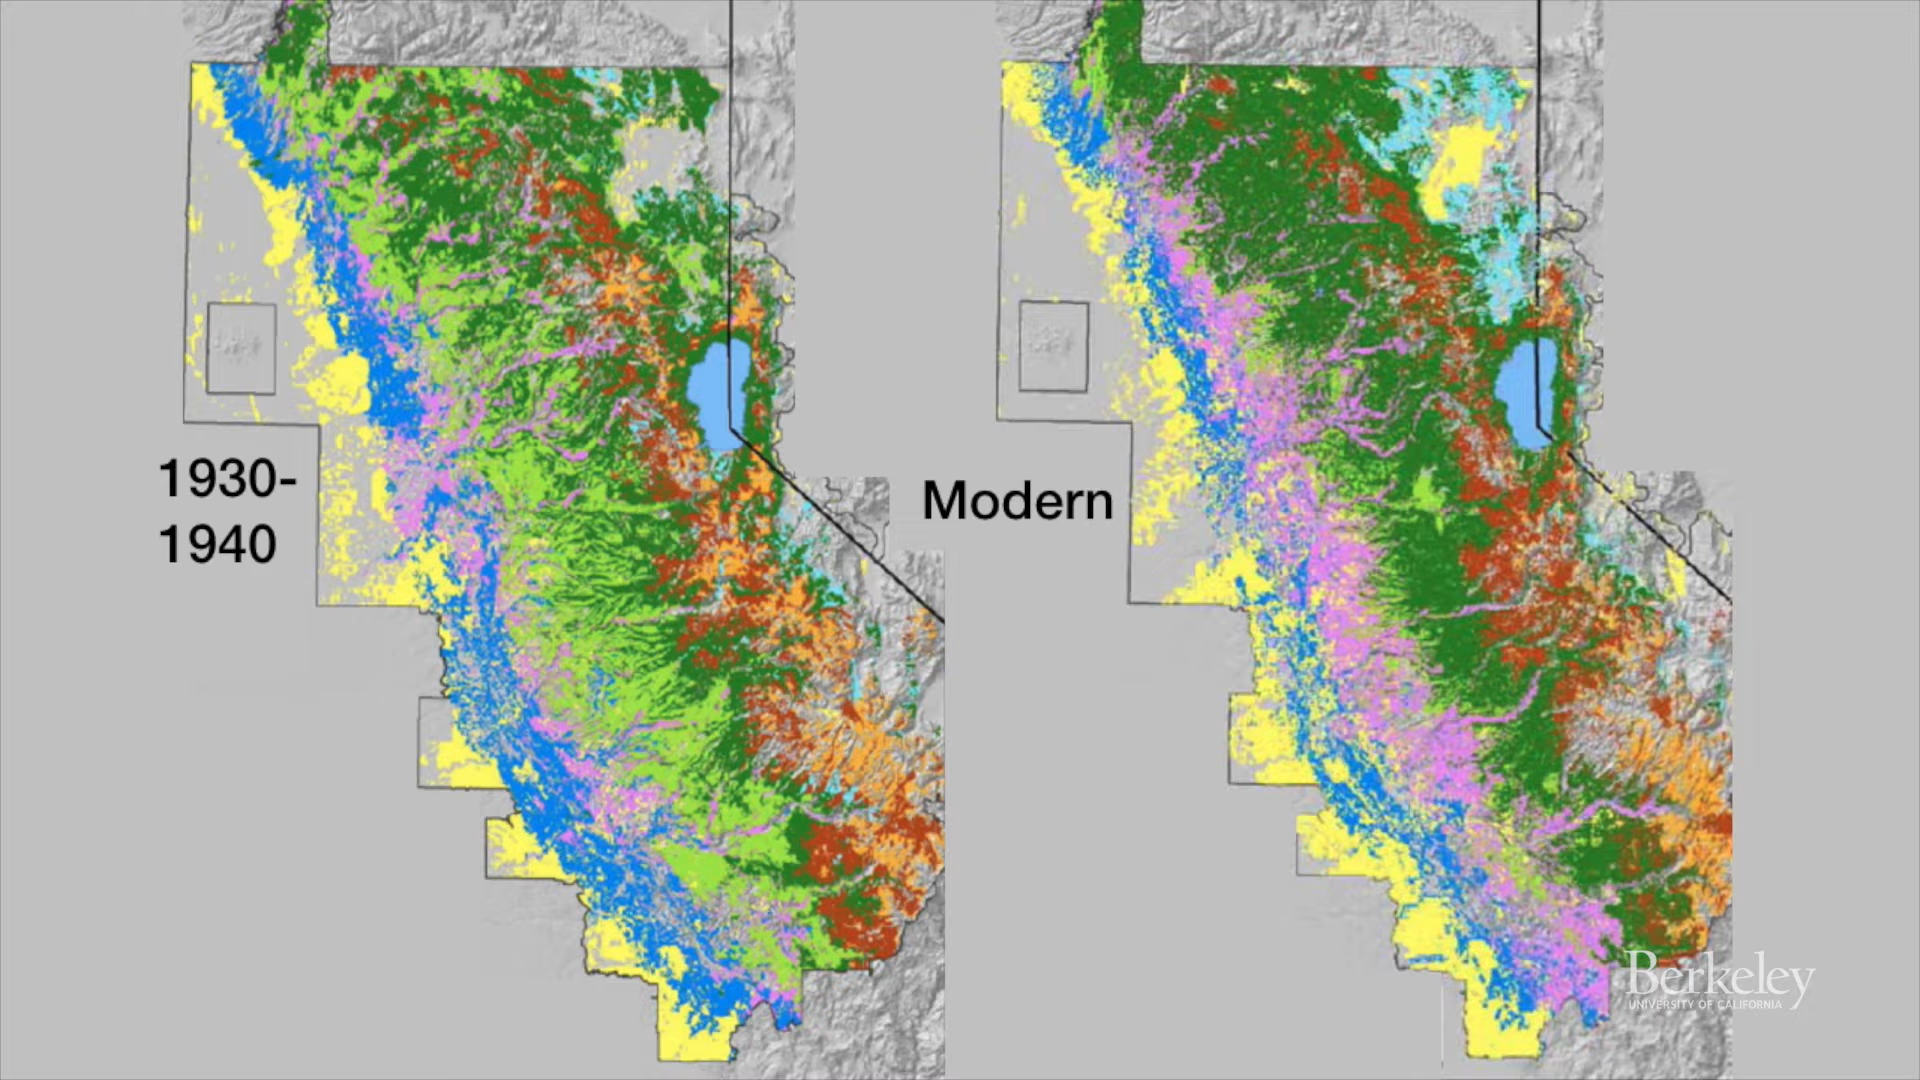 1930-
1940
Modern
Berkeley
UNIVERSITY OF CALIFORNIA